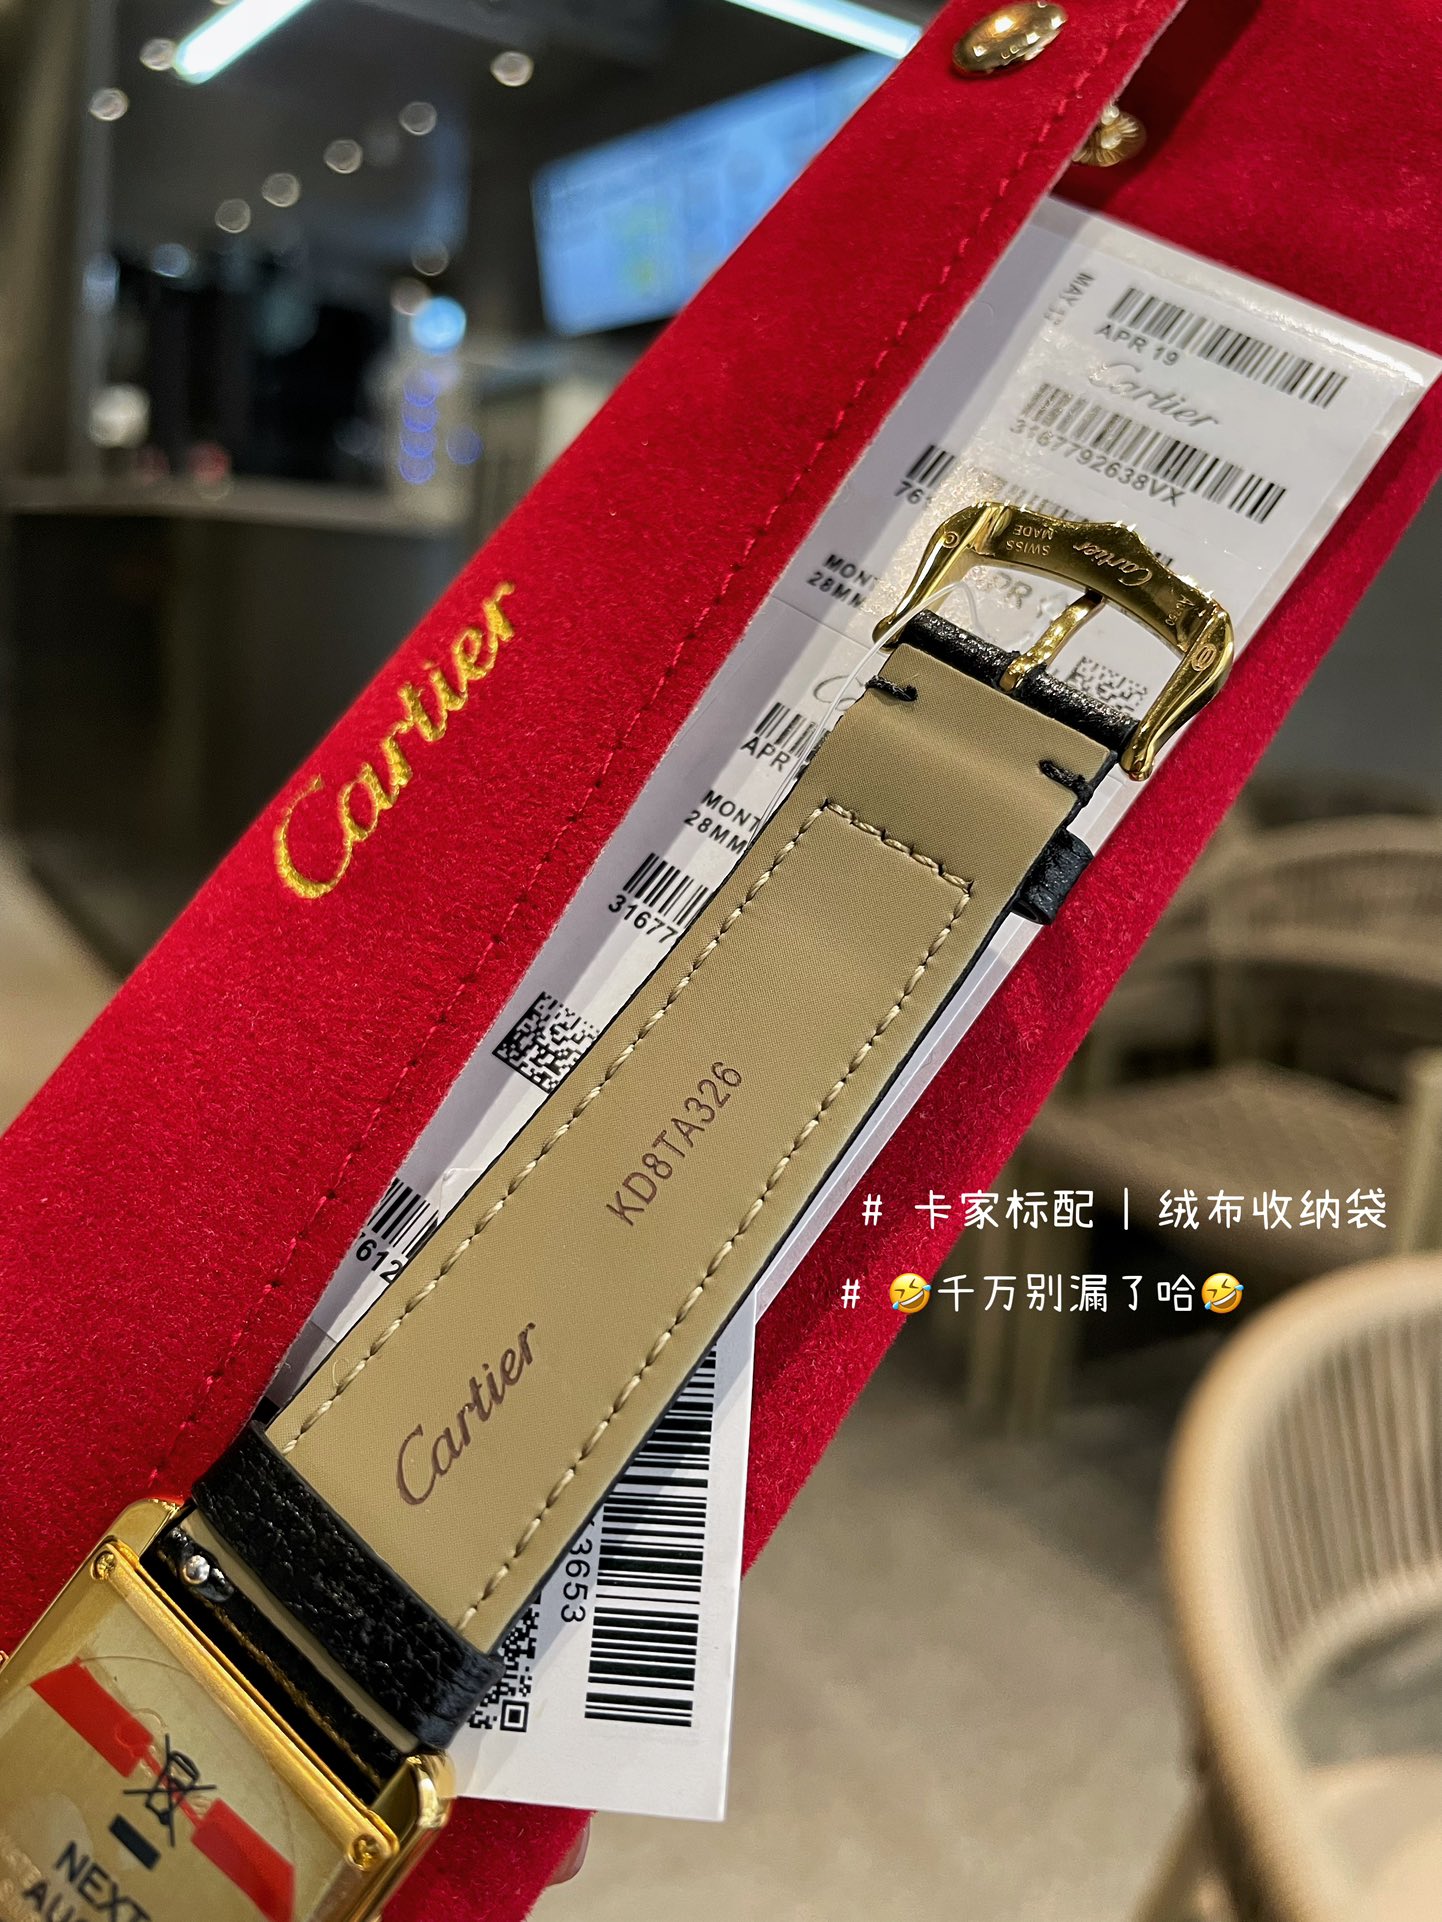 APR 19
Cartier
3167792638VX
Cartier
SWISS
MADE
MONT
28MM
APR
MONT
28MM
31677
Cartier
KD8TA326
# 卡家标配 | 绒布收纳袋
# 🤣千万别漏了哈🤣
7612
Cartier
3653
NEXT